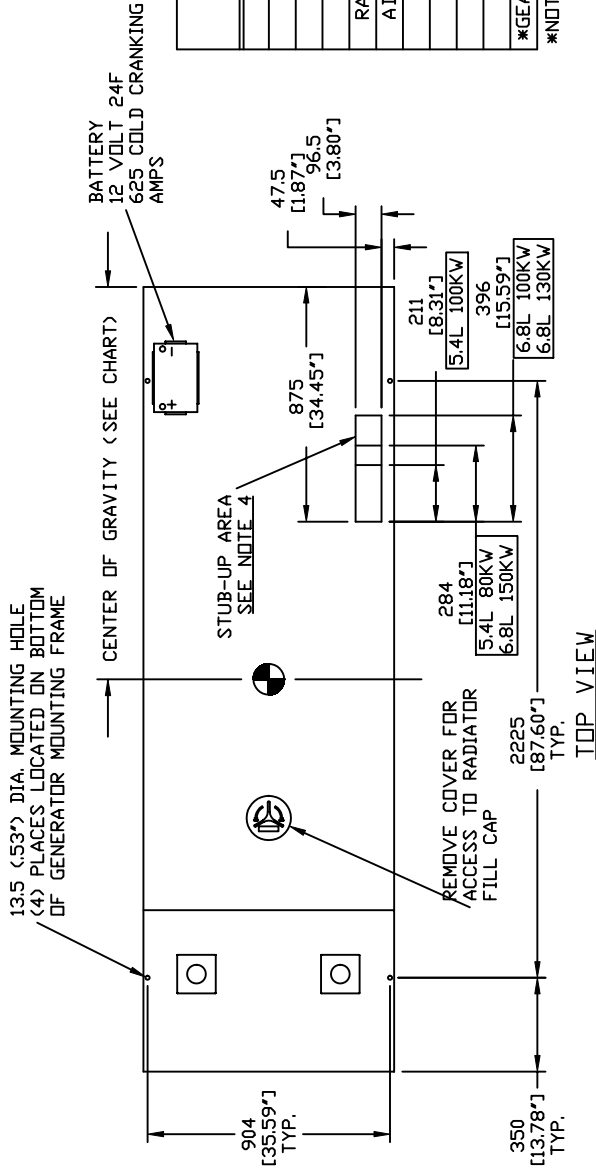 13.5 (.53") DIA. MOUNTING HOLE
(4) PLACES LOCATED ON BOTTOM
OF GENERATOR MOUNTING FRAME
CENTER OF GRAVITY (SEE CHART)
BATTERY
12 VOLT 24F
625 COLD CRANKING
AMPS
+
-
STUB-UP AREA
SEE NOTE 4
875
[34.45"]
47.5
[1.87"]
96.5
[3.80"]
211
[8.31"]
5.4L 100KW
396
[15.59"]
6.8L 100KW
6.8L 130KW
284
[11.18"]
5.4L 80KW
6.8L 150KW
REMOVE COVER FOR
ACCESS TO RADIATOR
FILL CAP
904
[35.59"]
TYP.
350
[13.78"]
TYP.
2225
[87.60"]
TYP.
TOP VIEW
RA
AI
*GEA
*NOT